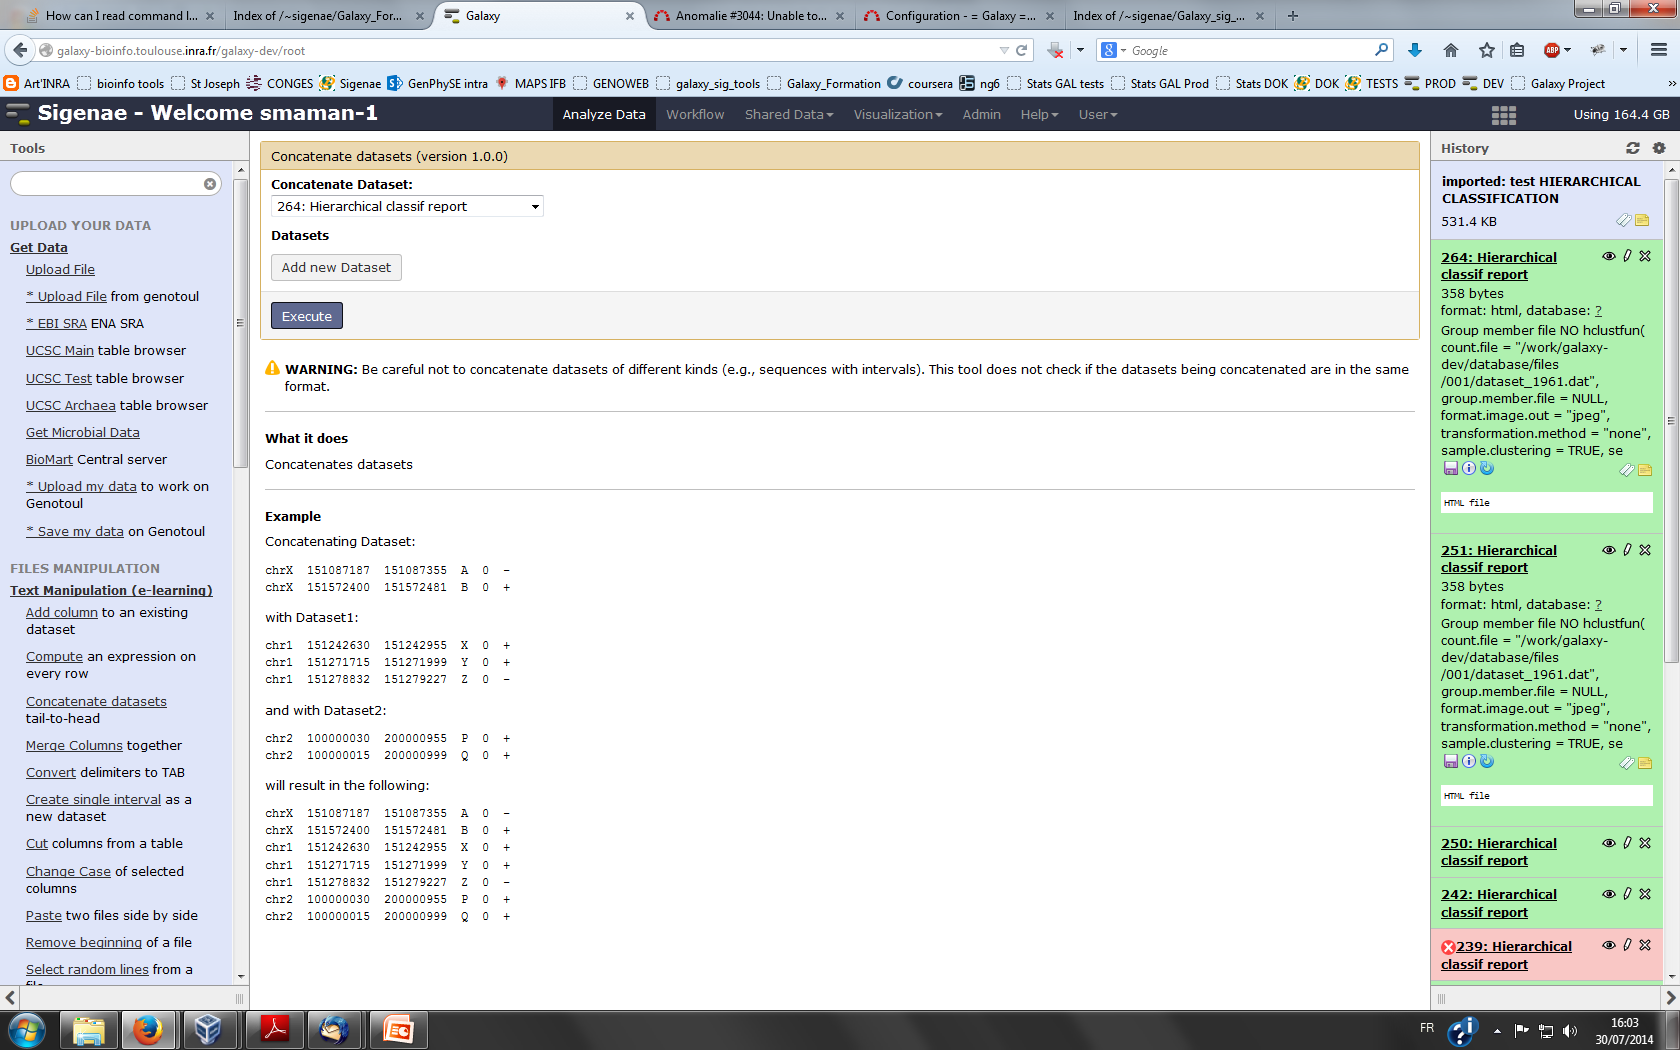 How can I read command l...
Index of /~sigenae/Galaxy_For...
Galaxy
Anomalie #3044: Unable to...
Configuration - = Galaxy =...
Index of /~sigenae/Galaxy_sig_...
galaxy-bioinfo.toulouse.inra.fr/galaxy-dev/root
Google
Art'INRA bioinfo tools St Joseph CONGES Sigenae GenPhySE intra MAPS IFB GENOWEB galaxy_sig_tools Galaxy_Formation coursera ng6 Stats GAL tests Stats GAL Prod Stats DOK DOK TESTS PROD DEV Galaxy Project
Sigenae - Welcome smaman-1
Analyze Data Workflow Shared Data Visualization Admin Help User
Using 164.4 GB
Tools
UPLOAD YOUR DATA
Get Data
Upload File
* Upload File from genotoul
* EBI SRA ENA SRA
UCSC Main table browser
UCSC Test table browser
UCSC Archaea table browser
Get Microbial Data
BioMart Central server
* Upload my data to work on
Genotoul
* Save my data on Genotoul
FILES MANIPULATION
Text Manipulation (e-learning)
Add column to an existing
dataset
Compute an expression on
every row
Concatenate datasets
tail-to-head
Merge Columns together
Convert delimiters to TAB
Create single interval as a
new dataset
Cut columns from a table
Change Case of selected
columns
Paste two files side by side
Remove beginning of a file
Select random lines from a
file
Concatenate datasets (version 1.0.0)
Concatenate Dataset:
264: Hierarchical classif report
Datasets
Add new Dataset
Execute
WARNING: Be careful not to concatenate datasets of different kinds (e.g., sequences with intervals). This tool does not check if the datasets being concatenated are in the same
format.
What it does
Concatenates datasets
Example
Concatenating Dataset:
chrX 151087187 151087355 A 0 -
chrX 151572400 151572481 B 0 +
with Dataset1:
chr1 151242630 151242955 X 0 +
chr1 151271715 151271999 Y 0 +
chr1 151278832 151279227 Z 0 -
and with Dataset2:
chr2 100000030 200000955 P 0 +
chr2 100000015 200000999 Q 0 +
will result in the following:
chrX 151087187 151087355 A 0 -
chrX 151572400 151572481 B 0 +
chr1 151242630 151242955 X 0 +
chr1 151271715 151271999 Y 0 +
chr1 151278832 151279227 Z 0 -
chr2 100000030 200000955 P 0 +
chr2 100000015 200000999 Q 0 +
History
imported: test HIERARCHICAL
CLASSIFICATION
531.4 KB
264: Hierarchical
classif report
358 bytes
format: html, database: ?
Group member file NO hclustfun(
count.file = "/work/galaxy-
dev/database/files
/001/dataset_1961.dat",
group.member.file = NULL,
format.image.out = "jpeg",
transformation.method = "none",
sample.clustering = TRUE, se
HTML file
251: Hierarchical
classif report
358 bytes
format: html, database: ?
Group member file NO hclustfun(
count.file = "/work/galaxy-
dev/database/files
/001/dataset_1961.dat",
group.member.file = NULL,
format.image.out = "jpeg",
transformation.method = "none",
sample.clustering = TRUE, se
HTML file
250: Hierarchical
classif report
242: Hierarchical
classif report
239: Hierarchical
classif report
FR
16:03
30/07/2014